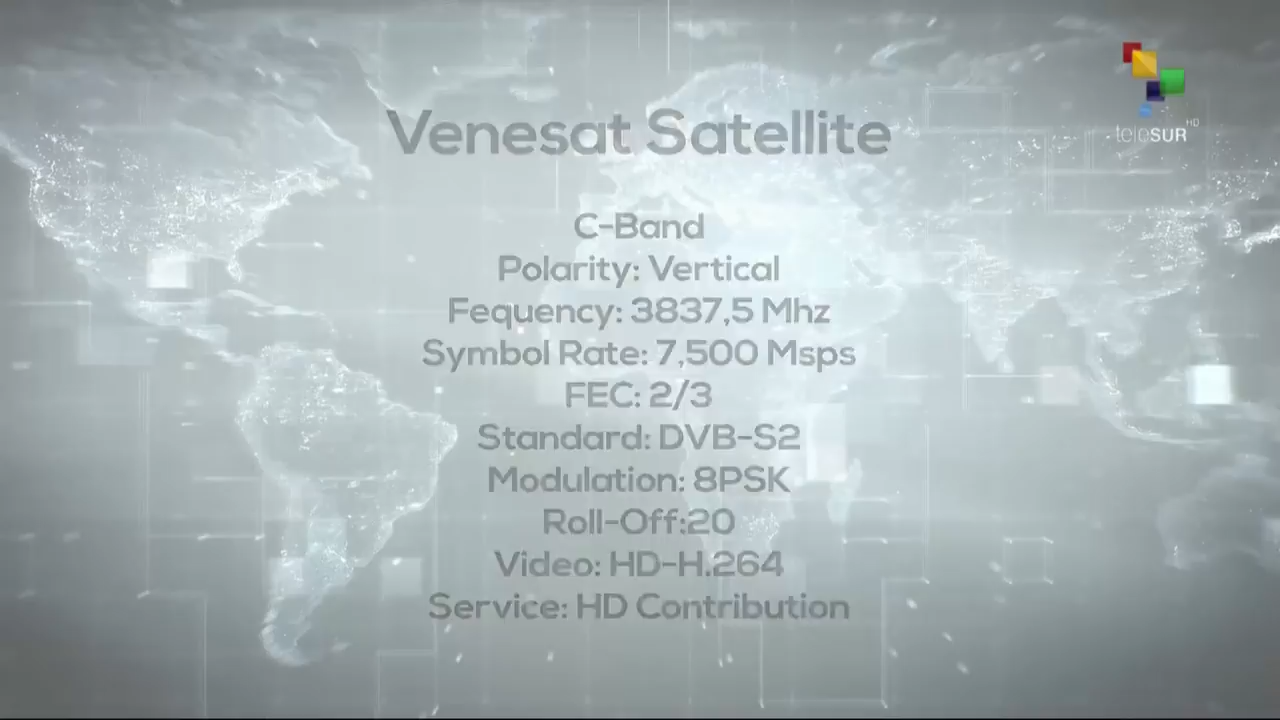 Venesat Satellite
teleSUR HD
C-Band
Polarity: Vertical
Fequency: 3837,5 Mhz
Symbol Rate: 7,500 Msps
FEC: 2/3
Standard: DVB-S2
Modulation: 8PSK
Roll-Off:20
Video: HD-H.264
Service: HD Contribution